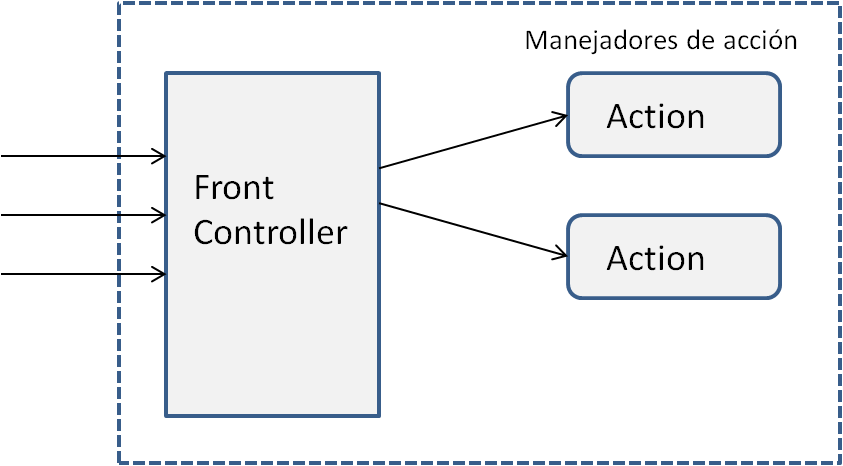 Manejadores de acción
Action
Front
Controller
Action